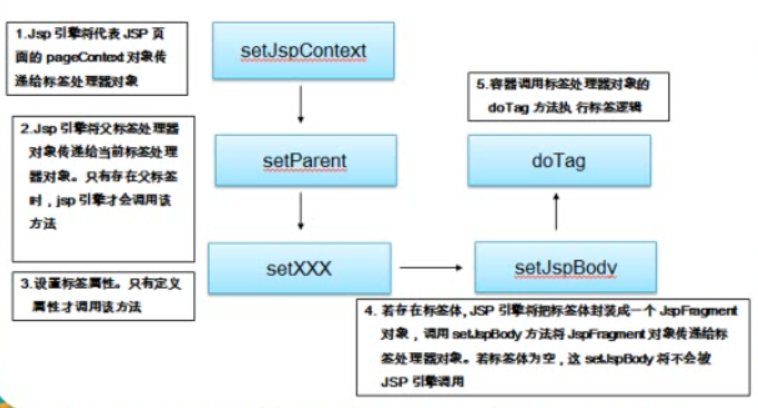 1.Jsp 引擎将代表 JSP 页
面的 pageContext 对象传
递给标签处理器对象
setJspContext
2.Jsp 引擎将父标签处理器
对象传递给当前标签处理
器对象。只有存在父标签
时，jsp 引擎才会调用该
方法
setParent
3.设置标签属性。只有定义
属性才调用该方法
setXXX
setJspBody
4. 若存在标签体, JSP 引擎将把标签体封装成一个 JspFragment
对象，调用 setJspBody 方法将 JspFragment 对象传递给标
签处理器对象。若标签体为空，这 setJspBody 将不会被
JSP 引擎调用
5.容器调用标签处理器对象的
doTag 方法执 行标签逻辑
doTag